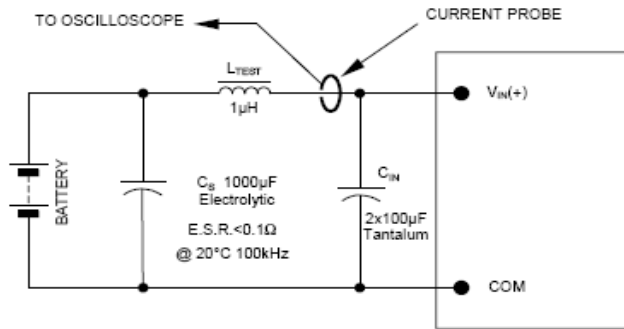 TO OSCILLOSCOPE
CURRENT PROBE
LTEST
1μH
VIN(+)
BATTERY
CS 1000μF
Electrolytic
E.S.R.<0.1Ω
@ 20°C 100kHz
CIN
2x100μF
Tantalum
COM